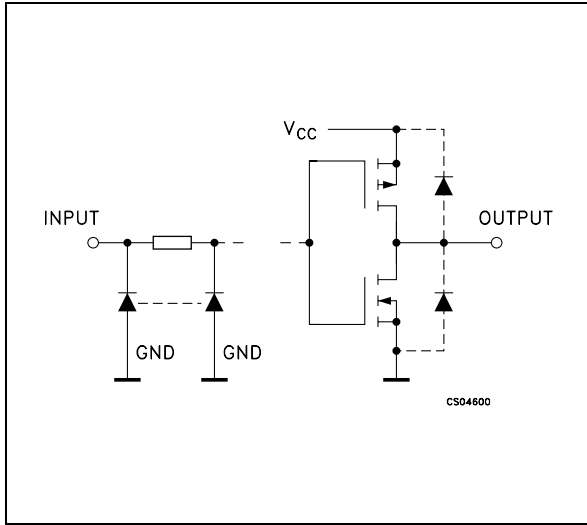 VCC
INPUT
OUTPUT
GND
GND
CS04600